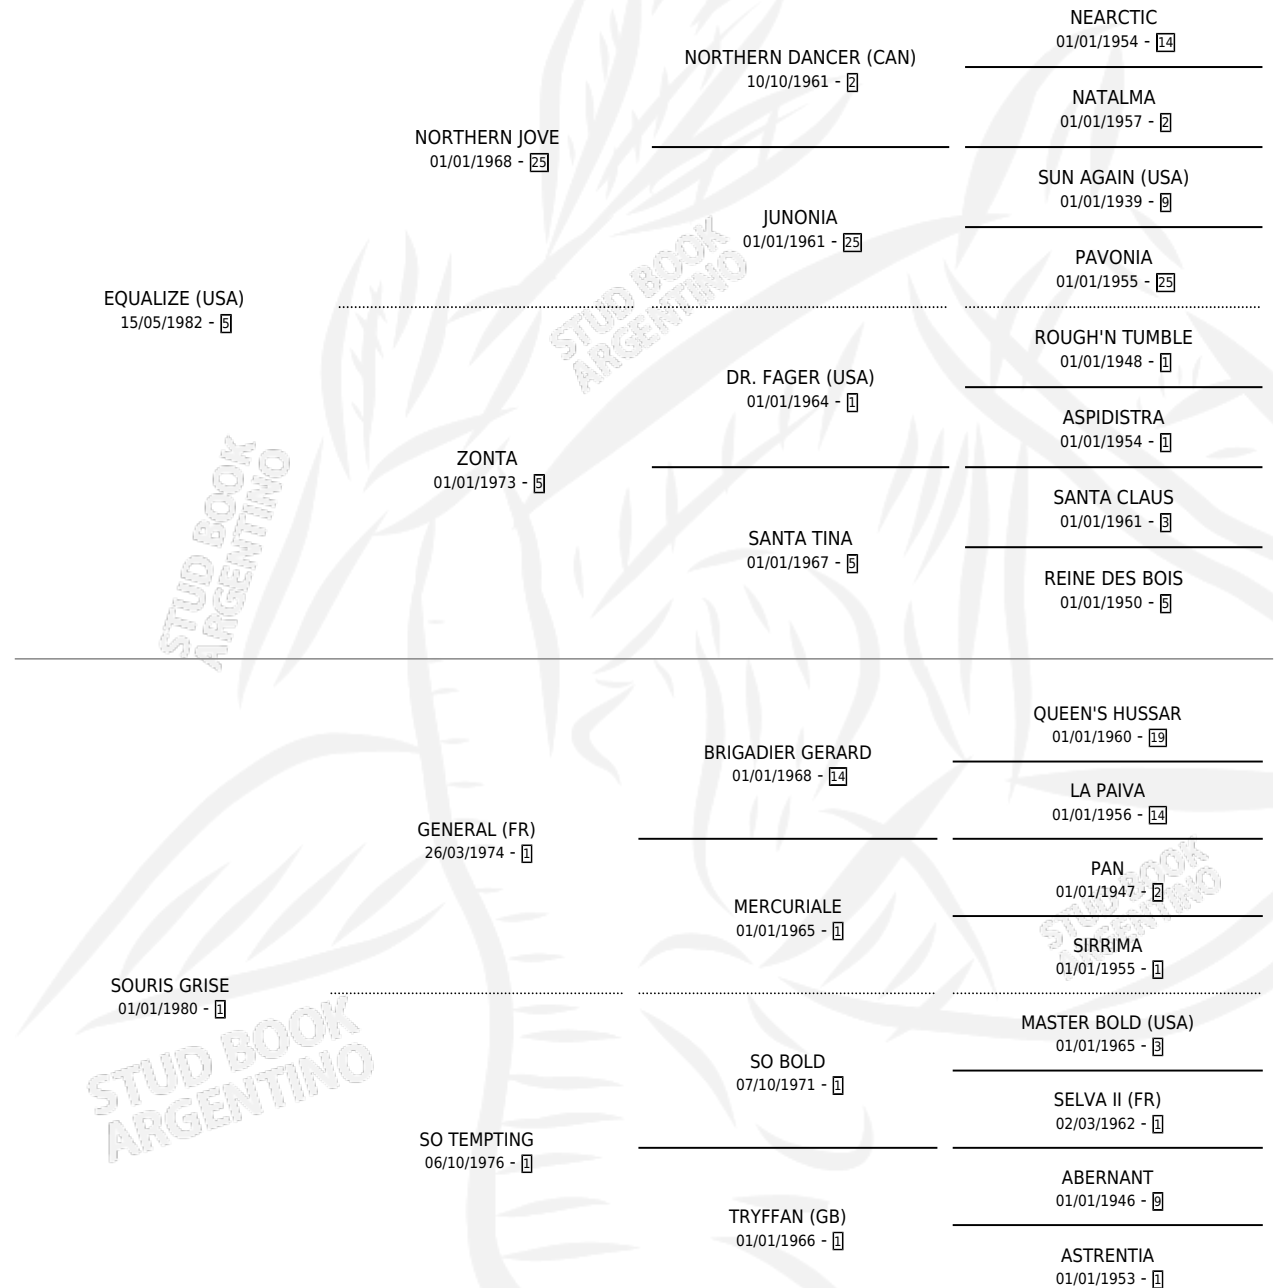 NEARCTIC
01/01/1954 - 14
NORTHERN DANCER (CAN)
10/10/1961 - 2
NATALMA
01/01/1957 - 2
NORTHERN JOVE
01/01/1968 - 25
SUN AGAIN (USA)
01/01/1939 - 9
JUNONIA
01/01/1961 - 25
PAVONIA
01/01/1955 - 25
EQUALIZE (USA)
15/05/1982 - 5
ROUGH'N TUMBLE
01/01/1948 - 1
DR. FAGER (USA)
01/01/1964 - 1
ASPIDISTRA
01/01/1954 - 1
ZONTA
01/01/1973 - 5
SANTA CLAUS
01/01/1961 - 3
SANTA TINA
01/01/1967 - 5
REINE DES BOIS
01/01/1950 - 5
QUEEN'S HUSSAR
01/01/1960 - 19
BRIGADIER GERARD
01/01/1968 - 14
LA PAIVA
01/01/1956 - 14
GENERAL (FR)
26/03/1974 - 1
PAN
01/01/1947 - 2
MERCURIALE
01/01/1965 - 1
SIRRIMA
01/01/1955 - 1
SOURIS GRISE
01/01/1980 - 1
MASTER BOLD (USA)
01/01/1965 - 3
SO BOLD
07/10/1971 - 1
SELVA II (FR)
02/03/1962 - 1
SO TEMPTING
06/10/1976 - 1
ABERNANT
01/01/1946 - 9
TRYFFAN (GB)
01/01/1966 - 1
ASTRENTIA
01/01/1953 - 1
STUD BOOK
ARGENTINO
STUD BOOK
ARGENTINO
STUD BOOK
ARGENTINO
STUD BOOK
ARGENTINO